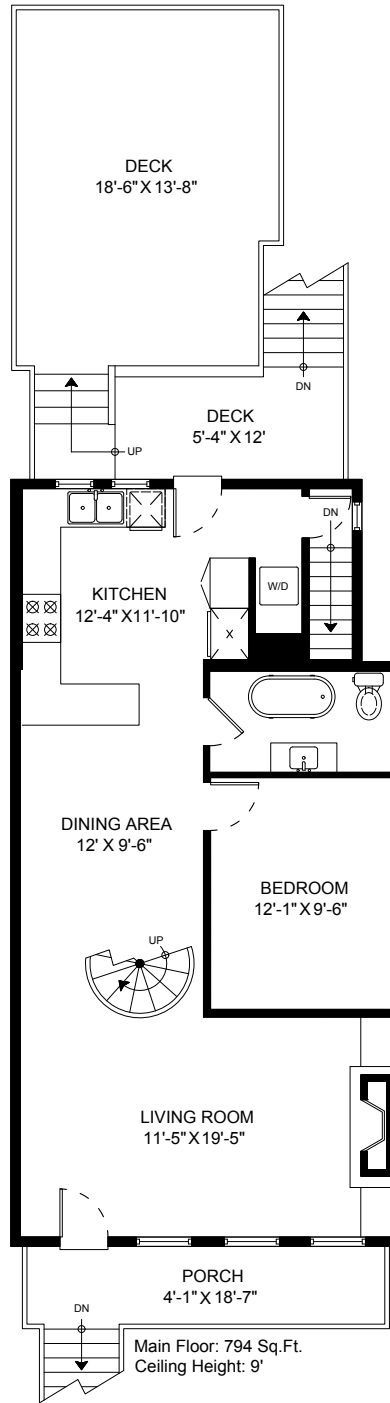 DECK
18'-6" X 13'-8"
DN
DECK
5'-4" X 12'
UP
DN
KITCHEN
12'-4" X11'-10"
W/D
X
DINING AREA
12' X 9'-6"
BEDROOM
12'-1" X 9'-6"
UP
LIVING ROOM
11'-5" X 19'-5"
PORCH
4'-1" X 18'-7"
DN
Main Floor: 794 Sq.Ft.
Ceiling Height: 9'